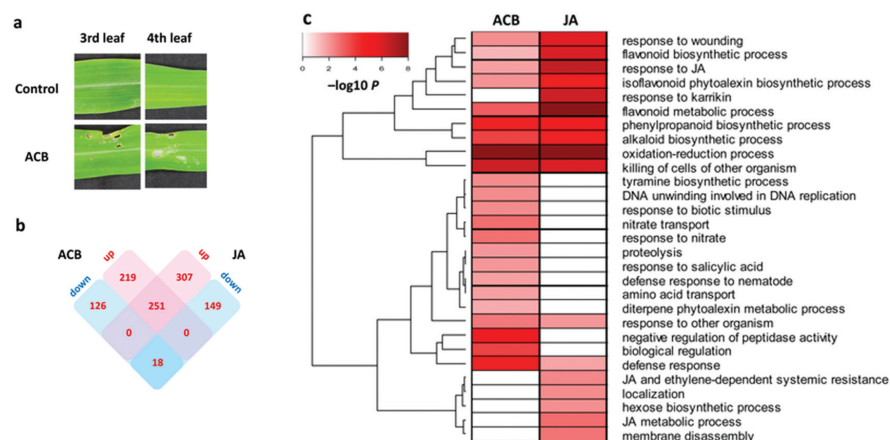 a
3rd leaf 4th leaf
Control
ACB
b
ACB JA
up up
down down
219 307
126 251 149
0 0
18
c
ACB JA
0 2 4 6 8
−log10 P
response to wounding
flavonoid biosynthetic process
response to JA
isoflavonoid phytoalexin biosynthetic process
response to karrikin
flavonoid metabolic process
phenylpropanoid biosynthetic process
alkaloid biosynthetic process
oxidation-reduction process
killing of cells of other organism
tyramine biosynthetic process
DNA unwinding involved in DNA replication
response to biotic stimulus
nitrate transport
response to nitrate
proteolysis
response to salicylic acid
defense response to nematode
amino acid transport
diterpene phytoalexin metabolic process
response to other organism
negative regulation of peptidase activity
biological regulation
defense response
JA and ethylene-dependent systemic resistance
localization
hexose biosynthetic process
JA metabolic process
membrane disassembly